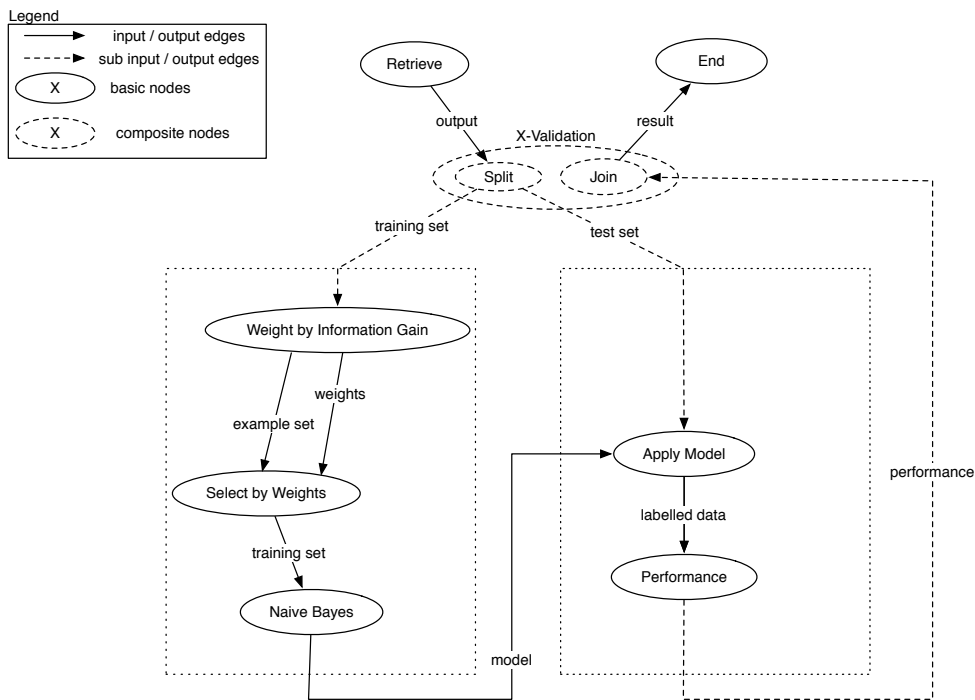 Legend
input / output edges
sub input / output edges
X
basic nodes
X
composite nodes
Retrieve
End
output
result
X-Validation
Split
Join
training set
test set
Weight by Information Gain
weights
example set
Apply Model
performance
Select by Weights
labelled data
training set
Performance
Naive Bayes
model